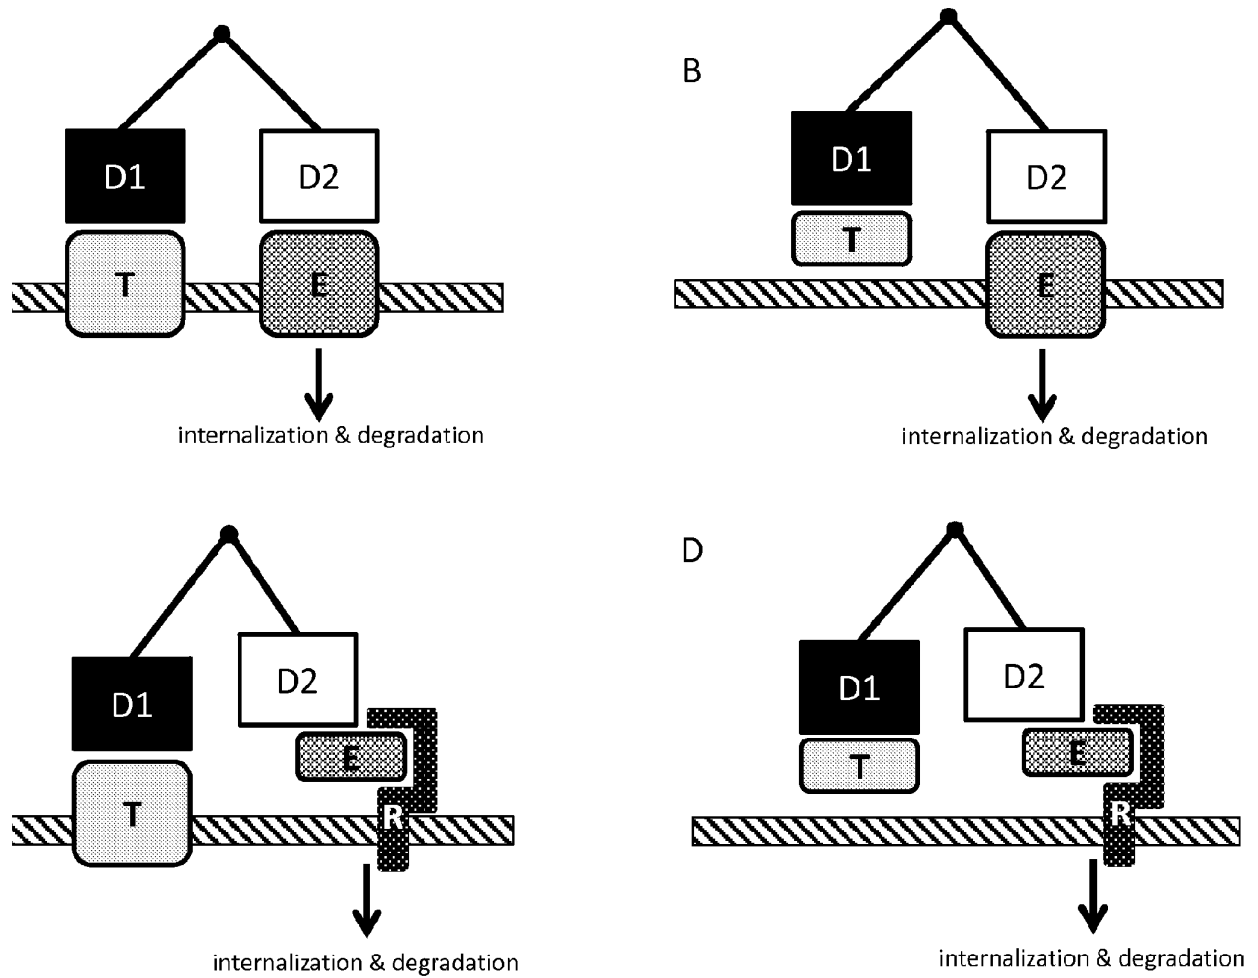 B
D1
D2
D1
D2
T
E
T
E
internalization & degradation
internalization & degradation
D
D1
D2
D1
D2
T
E
R
T
E
R
internalization & degradation
internalization & degradation